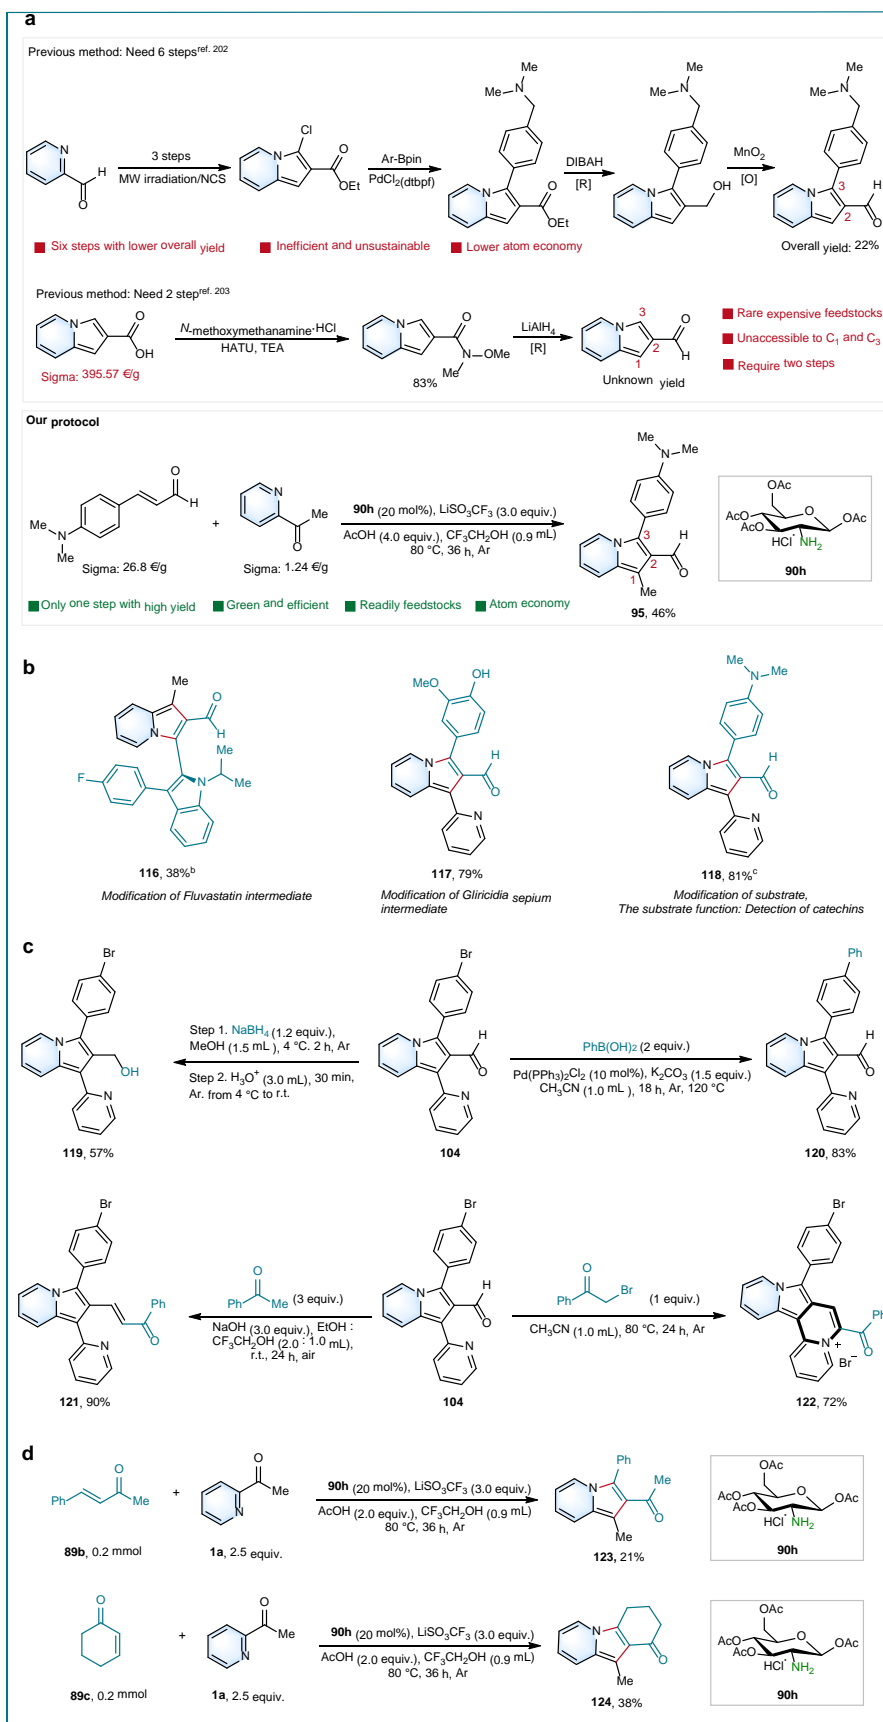 a
Previous method: Need 6 steps ref. 202
Me
N
Me
Me
N
Me
Me
N
Me
N
H
O
3 steps
MW irradiation/NCS
Cl
N
O
OEt
Ar-Bpin
PdCl2(dtbpf)
N
O
OEt
DIBAH
[R]
N
OH
MnO2
[O]
3
N
2
H
O
Six steps with lower overall yield
Inefficient and unsustainable
Lower atom economy
Overall yield: 22%
Previous method: Need 2 step ref. 203
N
O
OH
Sigma: 395.57 €/g
N-methoxymethanamine·HCl
HATU, TEA
N
O
N
OMe
Me
83%
LiAlH4
[R]
3
N
2
1
O
H
Unknown yield
Rare expensive feedstocks
Unaccessible to C1 and C3
Require two steps
Our protocol
O
H
Me
N
Me
Sigma: 26.8 €/g
+
N
Me
O
Sigma: 1.24 €/g
90h (20 mol%), LiSO3CF3 (3.0 equiv.)
AcOH (4.0 equiv.), CF3CH2OH (0.9 mL)
80 °C, 36 h, Ar
Me
N
Me
3
N
2
1
H
O
Me
95, 46%
OAc
AcO
AcO
O
OAc
HCl·
NH2
90h
Only one step with high yield
Green and efficient
Readily feedstocks
Atom economy
b
Me
O
H
N
N
Me
Me
F
116, 38%b
Modification of Fluvastatin intermediate
OH
MeO
N
H
O
N
117, 79%
Modification of Gliricidia sepium
intermediate
Me
N
Me
N
H
O
N
118, 81%c
Modification of substrate,
The substrate function: Detection of catechins
c
Br
N
OH
N
119, 57%
Step 1. NaBH4 (1.2 equiv.),
MeOH (1.5 mL), 4 °C. 2 h, Ar
Step 2. H3O+ (3.0 mL), 30 min,
Ar. from 4 °C to r.t.
Br
N
H
O
N
104
PhB(OH)2 (2 equiv.)
Pd(PPh3)2Cl2 (10 mol%), K2CO3 (1.5 equiv.)
CH3CN (1.0 mL), 18 h, Ar, 120 °C
Ph
N
H
O
N
120, 83%
Br
N
Ph
O
N
121, 90%
O
Ph
Me
(3 equiv.)
NaOH (3.0 equiv.), EtOH :
CF3CH2OH (2.0 : 1.0 mL),
r.t., 24 h, air
Br
N
H
O
N
104
O
Ph
Br
(1 equiv.)
CH3CN (1.0 mL), 80 °C, 24 h, Ar
Br
N
Ph
O
N+
Br−
122, 72%
d
O
Ph
Me
89b, 0.2 mmol
+
O
Me
N
1a, 2.5 equiv.
90h (20 mol%), LiSO3CF3 (3.0 equiv.)
AcOH (2.0 equiv.), CF3CH2OH (0.9 mL)
80 °C, 36 h, Ar
Ph
N
Me
O
Me
123, 21%
OAc
AcO
AcO
O
OAc
HCl·
NH2
90h
O
89c, 0.2 mmol
+
O
Me
N
1a, 2.5 equiv.
90h (20 mol%), LiSO3CF3 (3.0 equiv.)
AcOH (2.0 equiv.), CF3CH2OH (0.9 mL)
80 °C, 36 h, Ar
N
O
Me
124, 38%
OAc
AcO
AcO
O
OAc
HCl·
NH2
90h